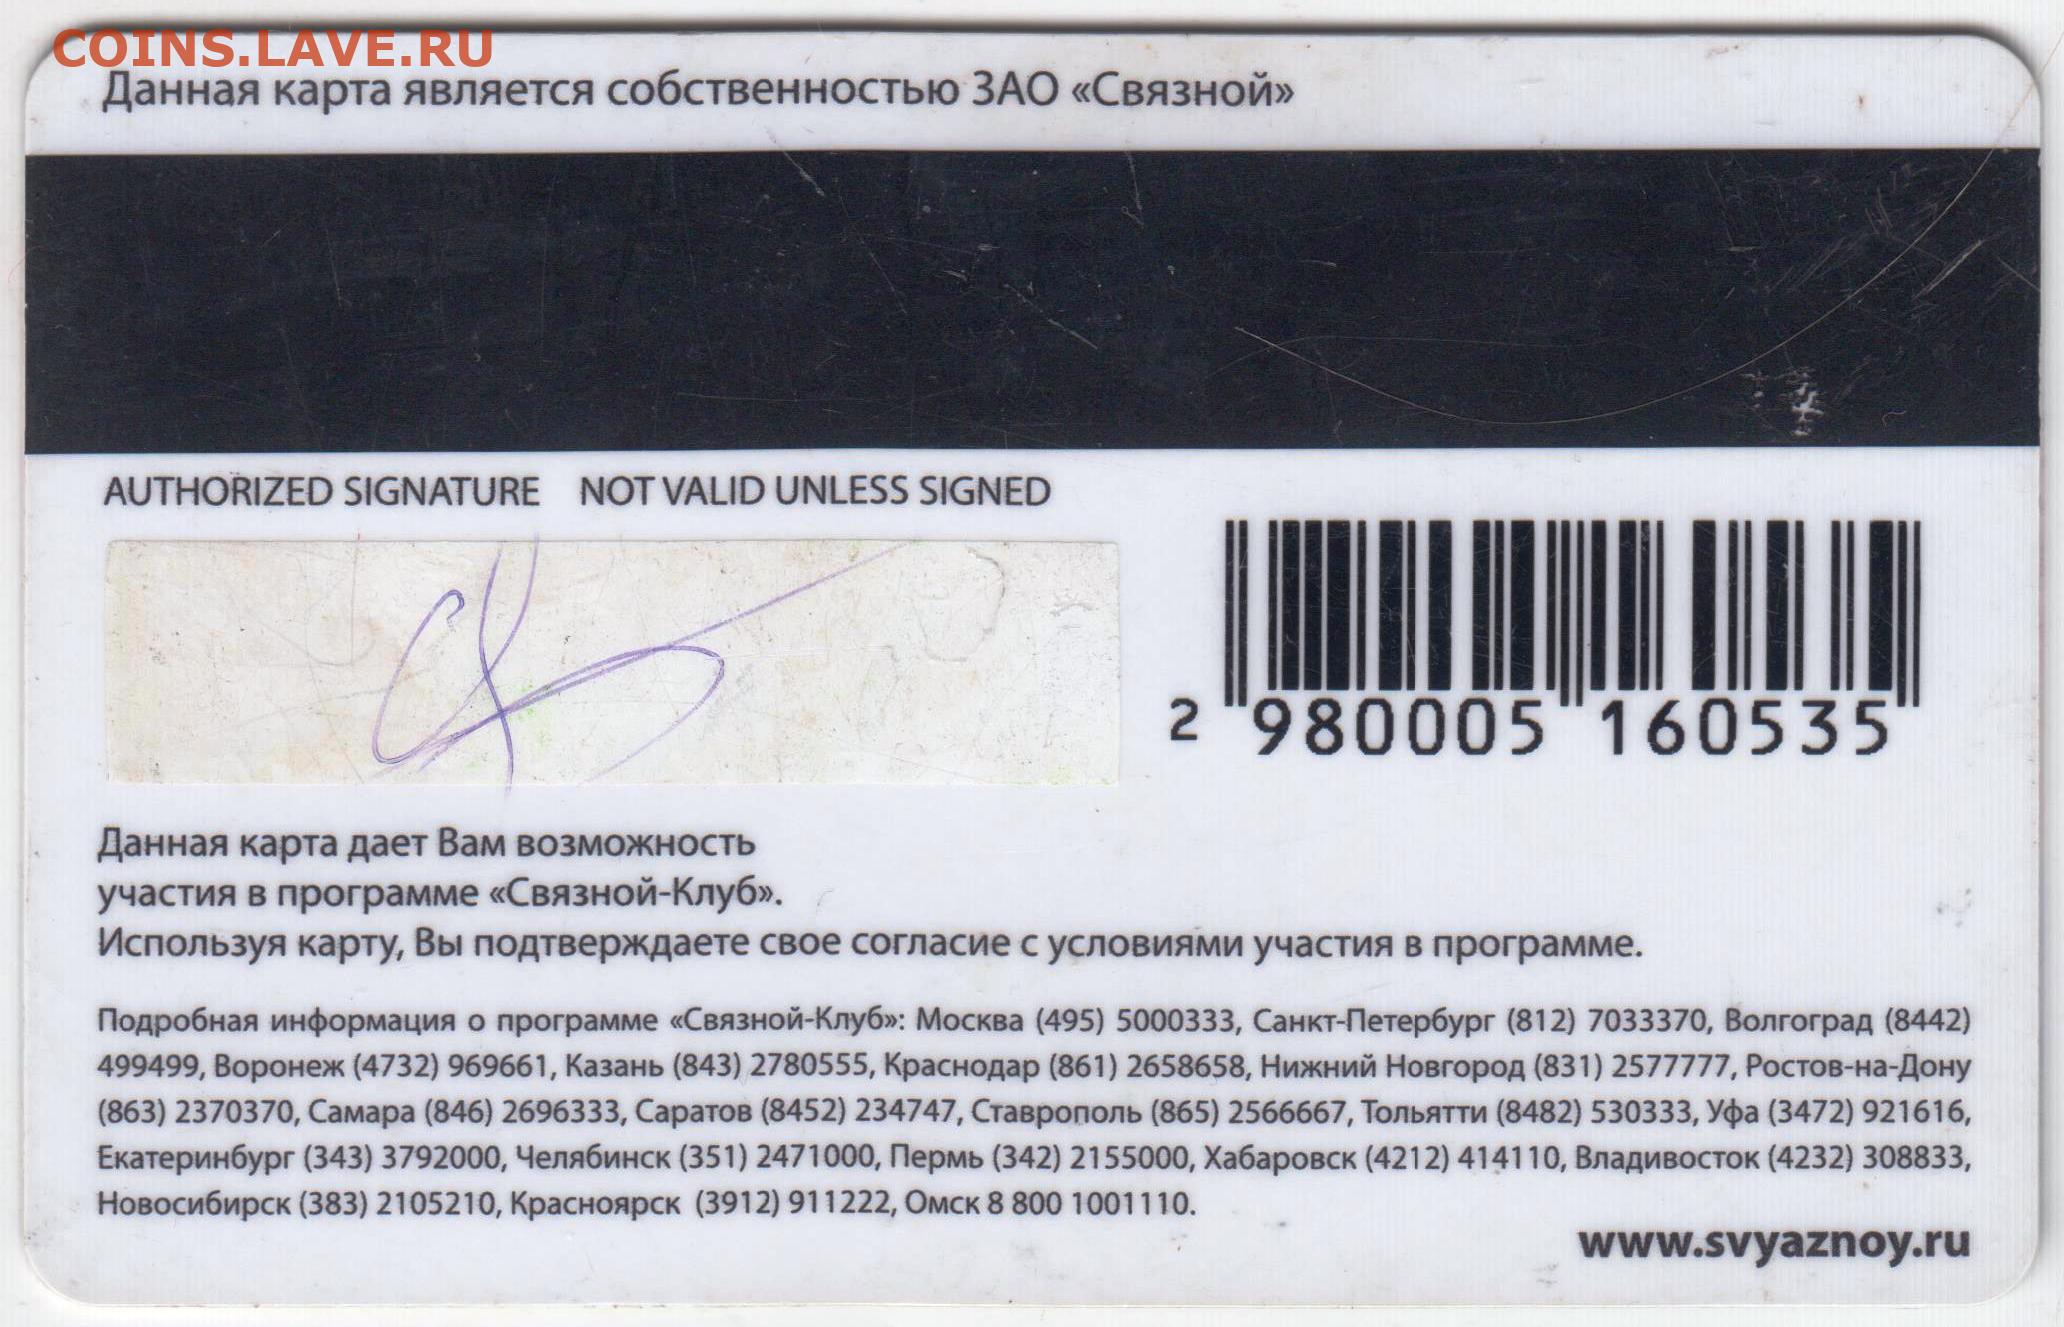 COINS.LAVE.RU
Данная карта является собственностью ЗАО «Связной»
AUTHORIZED SIGNATURE NOT VALID UNLESS SIGNED
2 980005 160535
Данная карта дает Вам возможность
участия в программе «Связной-Клуб».
Используя карту, Вы подтверждаете свое согласие с условиями участия в программе.
Подробная информация о программе «Связной-Клуб»: Москва (495) 5000333, Санкт-Петербург (812) 7033370, Волгоград (8442)
499499, Воронеж (4732) 969661, Казань (843) 2780555, Краснодар (861) 2658658, Нижний Новгород (831) 2577777, Ростов-на-Дону
(863) 2370370, Самара (846) 2696333, Саратов (8452) 234747, Ставрополь (865) 2566667, Тольятти (8482) 530333, Уфа (3472) 921616,
Екатеринбург (343) 3792000, Челябинск (351) 2471000, Пермь (342) 2155000, Хабаровск (4212) 414110, Владивосток (4232) 308833,
Новосибирск (383) 2105210, Красноярск (3912) 911222, Омск 8 800 1001110.
www.svyaznoy.ru